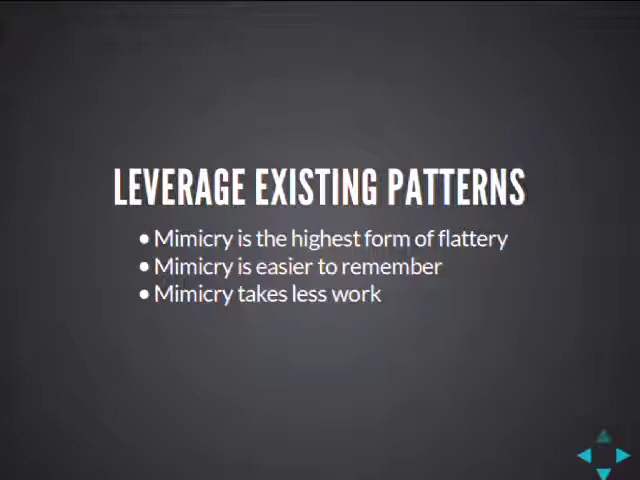 LEVERAGE EXISTING PATTERNS
• Mimicry is the highest form of flattery
• Mimicry is easier to remember
• Mimicry takes less work